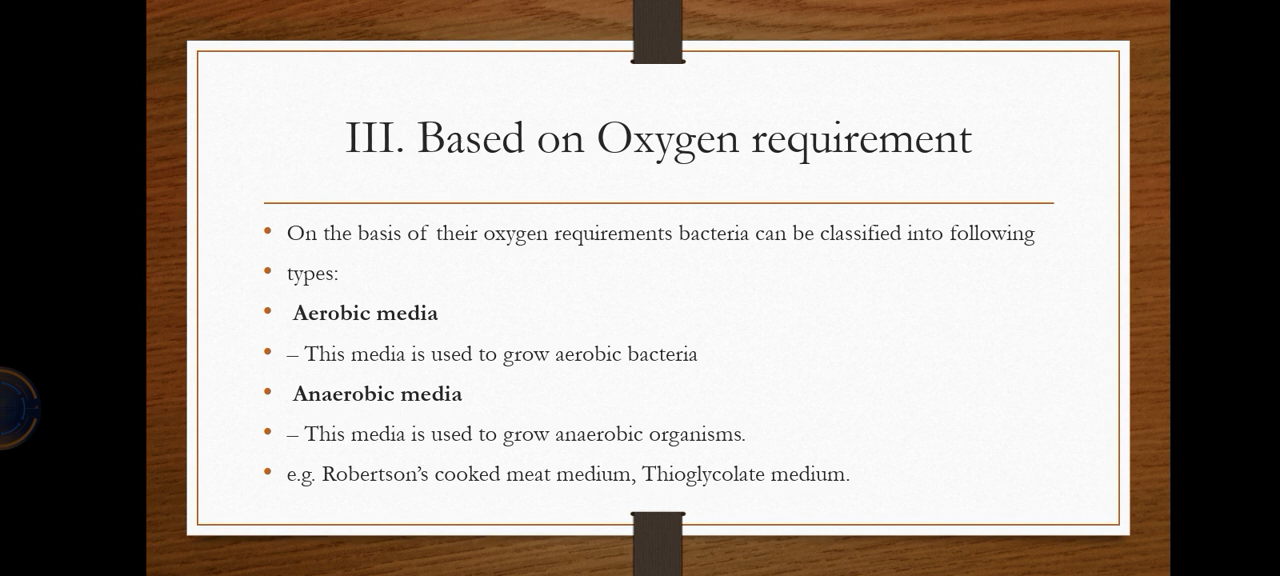 III. Based on Oxygen requirement
• On the basis of their oxygen requirements bacteria can be classified into following
• types:
• Aerobic media
• – This media is used to grow aerobic bacteria
• Anaerobic media
• – This media is used to grow anaerobic organisms.
• e.g. Robertson’s cooked meat medium, Thioglycolate medium.